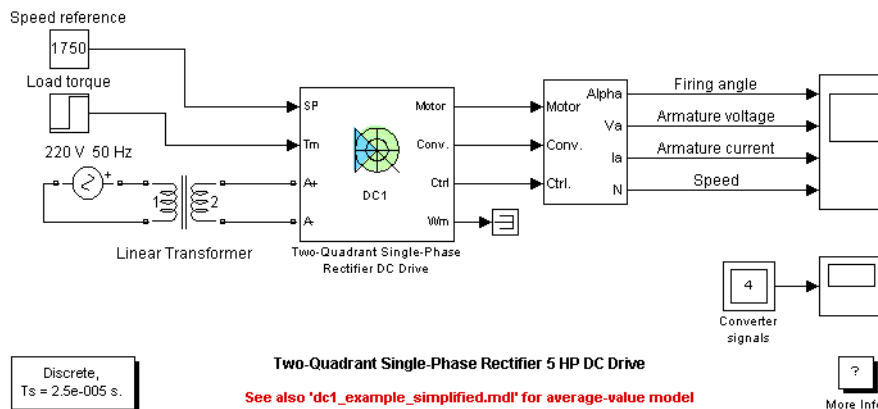 Speed reference
1750
Load torque
220 V 50 Hz
+
1
2
Linear Transformer
SP
Tm
A+
A-
Motor
Conv.
Ctrl
Wm
DC1
Two-Quadrant Single-Phase
Rectifier DC Drive
Motor
Conv.
Ctrl.
Alpha
Va
Ia
N
Firing angle
Armature voltage
Armature current
Speed
4
Converter
signals
Discrete,
Ts = 2.5e-005 s.
Two-Quadrant Single-Phase Rectifier 5 HP DC Drive
See also 'dc1_example_simplified.mdl' for average-value model
?
More Info